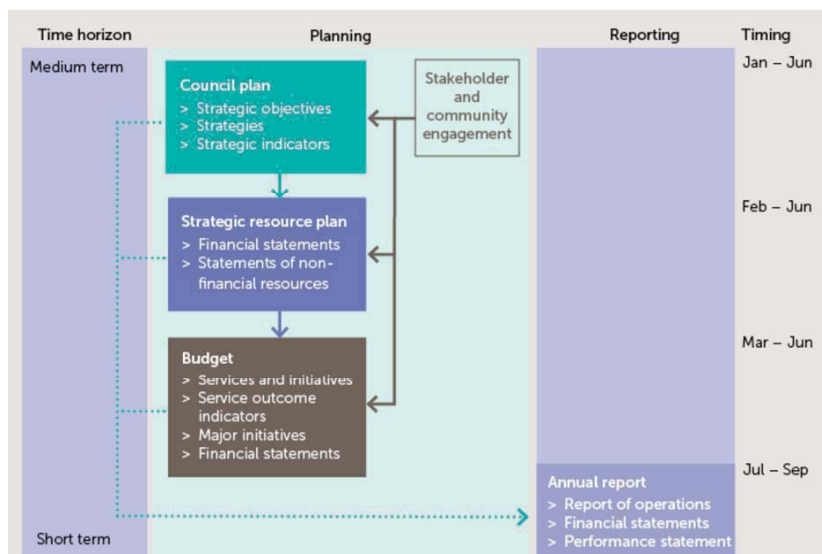 Time horizon
Planning
Reporting
Timing
Medium term
Jan – Jun
Council plan
> Strategic objectives
> Strategies
> Strategic indicators
Stakeholder
and
community
engagement
Feb – Jun
Strategic resource plan
> Financial statements
> Statements of non-
financial resources
Mar – Jun
Budget
> Services and initiatives
> Service outcome
indicators
> Major initiatives
> Financial statements
Jul – Sep
Annual report
> Report of operations
> Financial statements
> Performance statement
Short term